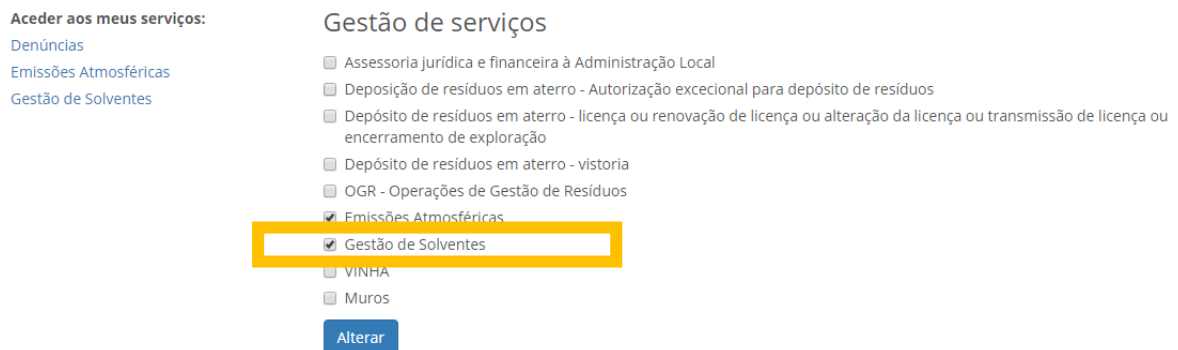 Aceder aos meus serviços:
Denúncias
Emissões Atmosféricas
Gestão de Solventes
Gestão de serviços
Assessoria jurídica e financeira à Administração Local
Deposição de resíduos em aterro - Autorização excecional para depósito de resíduos
Depósito de resíduos em aterro - licença ou renovação de licença ou alteração da licença ou transmissão de licença ou
encerramento de exploração
Depósito de resíduos em aterro - vistoria
OGR - Operações de Gestão de Resíduos
Emissões Atmosféricas
Gestão de Solventes
VINHA
Muros
Alterar